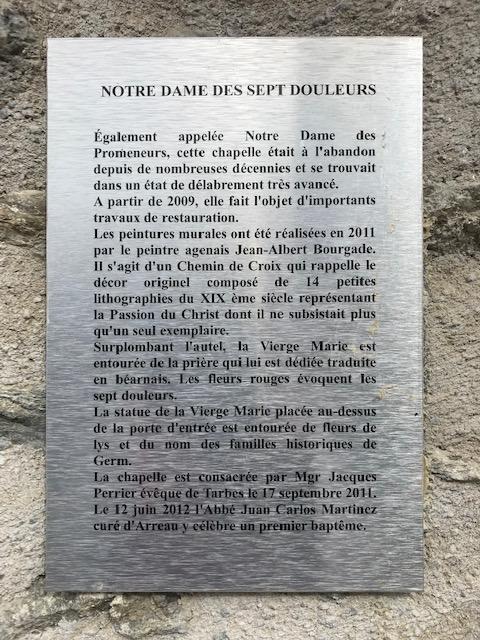 NOTRE DAME DES SEPT DOULEURS
Également appelée Notre Dame des
Promeneurs, cette chapelle était à l'abandon
depuis de nombreuses décennies et se trouvait
dans un état de délabrement très avancé.
A partir de 2009, elle fait l'objet d'importants
travaux de restauration.
Les peintures murales ont été réalisées en 2011
par le peintre agenais Jean-Albert Bourgade.
Il s'agit d'un Chemin de Croix qui rappelle le
décor originel composé de 14 petites
lithographies du XIX ème siècle représentant
la Passion du Christ dont il ne subsistait plus
qu'un seul exemplaire.
Surplombant l'autel, la Vierge Marie est
entourée de la prière qui lui est dédiée traduite
en béarnais. Les fleurs rouges évoquent les
sept douleurs.
La statue de la Vierge Marie placée au-dessus
de la porte d'entrée est entourée de fleurs de
lys et du nom des familles historiques de
Germ.
La chapelle est consacrée par Mgr Jacques
Perrier évêque de Tarbes le 17 septembre 2011.
Le 12 juin 2012 l'Abbé Juan Carlos Martinez
curé d'Arreau y célèbre un premier baptême.